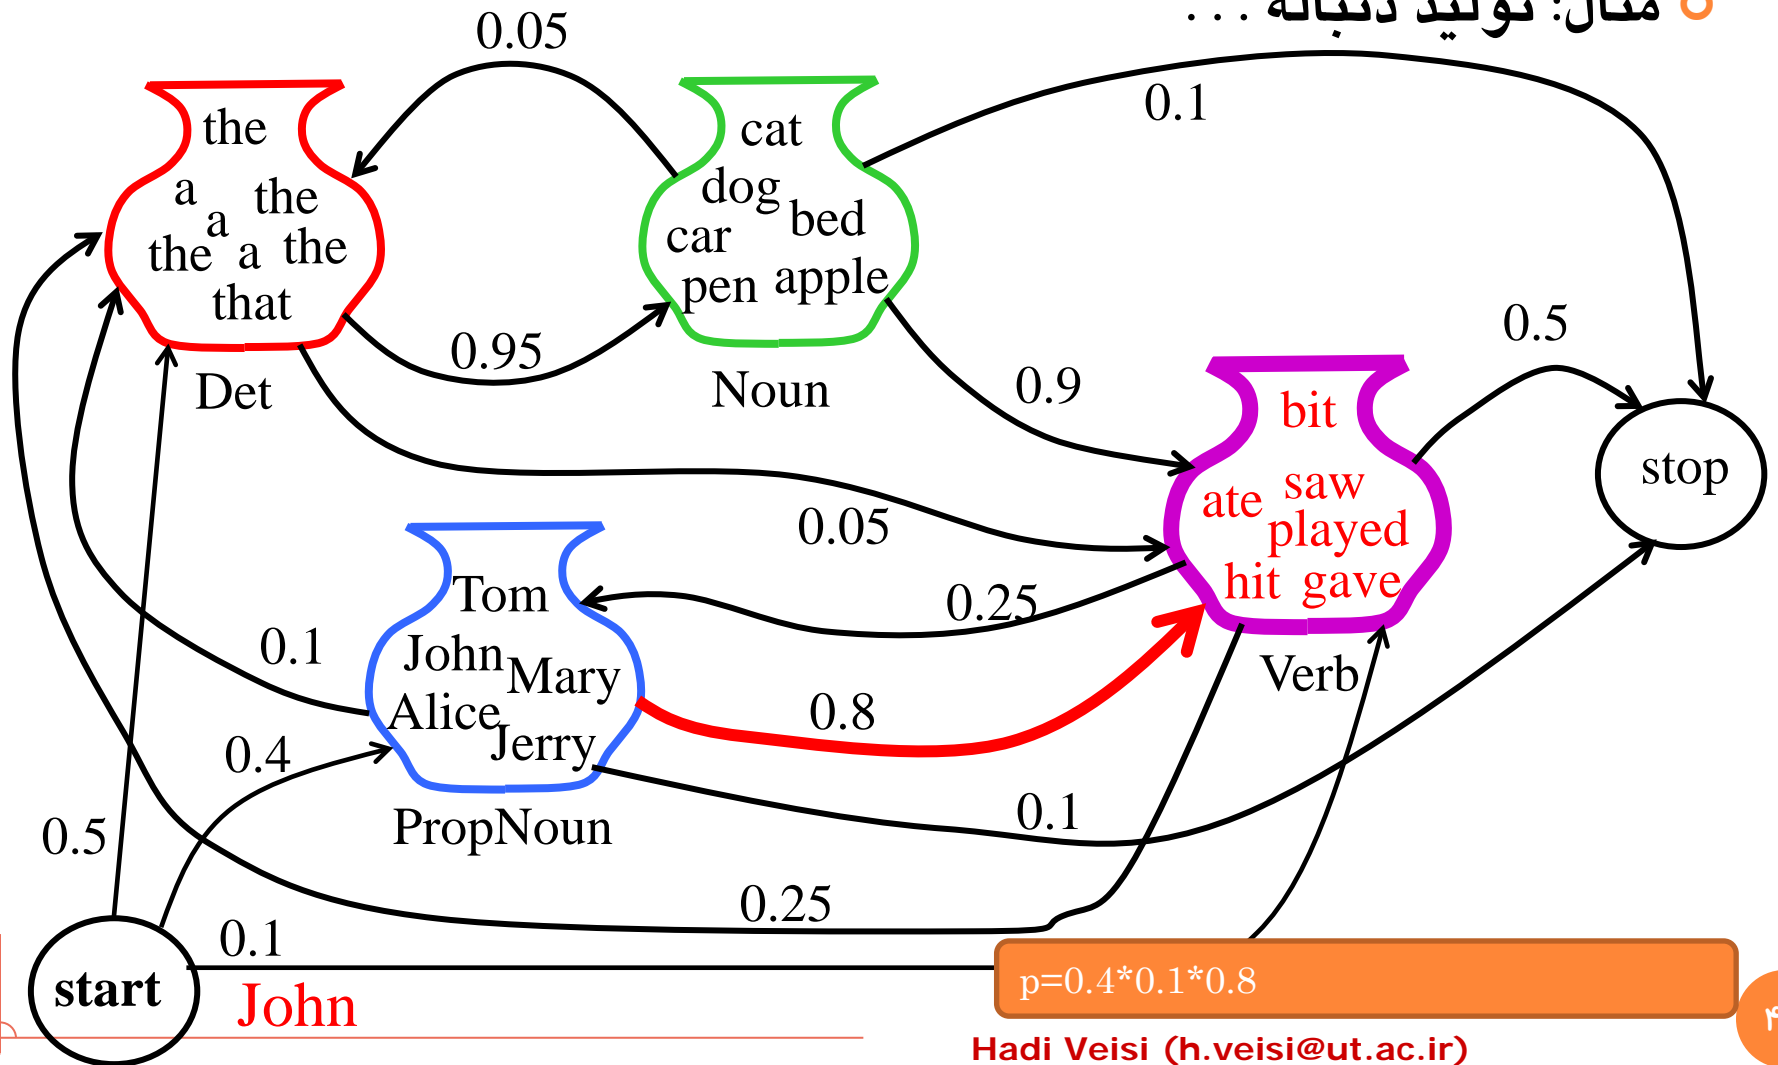 مثال: تولید دنباله ...
0.05
0.1
the
a the
a
the a the
that
Det
cat
dog
bed
car
pen apple
Noun
0.95
0.9
0.5
bit
saw
ate
played
hit gave
Verb
stop
0.05
0.25
Tom
John
Mary
Alice
Jerry
PropNoun
0.1
0.8
0.4
0.1
0.5
0.25
0.1
start
John
p=0.4*0.1*0.8
Hadi Veisi (h.veisi@ut.ac.ir)